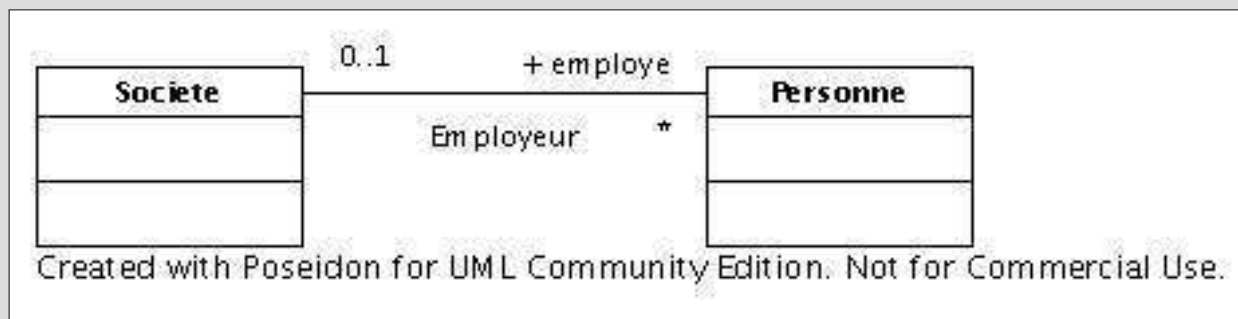 0..1
+ employe
Societe
Personne
Employeur
*
Created with Poseidon for UML Community Edition. Not for Commercial Use.